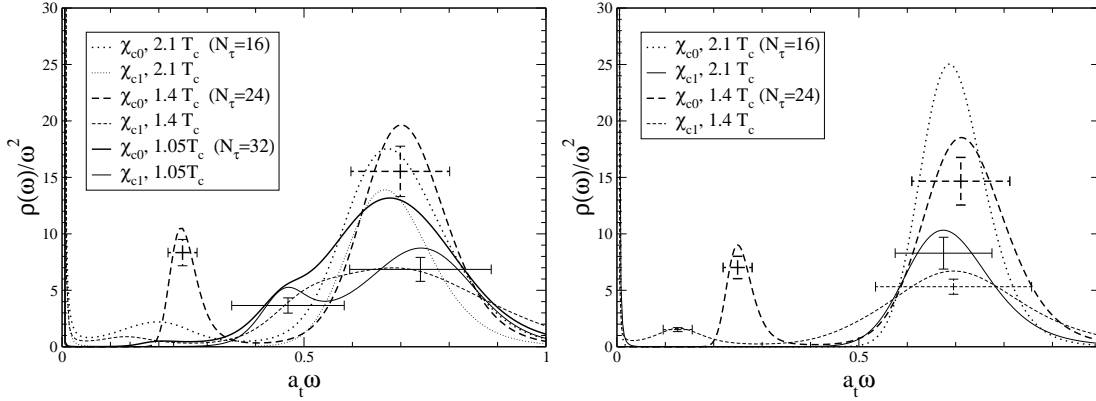 30
25
20
15
10
5
0
ρ(ω)/ω²
χc0, 2.1 Tc (Nτ=16)
χc1, 2.1 Tc
χc0, 1.4 Tc (Nτ=24)
χc1, 1.4 Tc
χc0, 1.05Tc (Nτ=32)
χc1, 1.05Tc
0 0.5 1
atω
30
25
20
15
10
5
0
ρ(ω)/ω²
χc0, 2.1 Tc (Nτ=16)
χc1, 2.1 Tc
χc0, 1.4 Tc (Nτ=24)
χc1, 1.4 Tc
0 0.5
atω